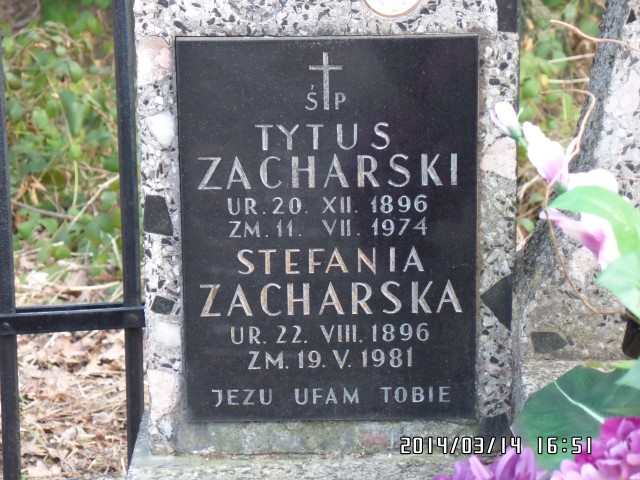 Ś P
TYTUS
ZACHARSKI
UR. 20. XII. 1896
ZM. 11. VII. 1974
STEFANIA
ZACHARSKA
UR. 22. VIII. 1896
ZM. 19. V. 1981
JEZU UFAM TOBIE
2014/03/14 16:51